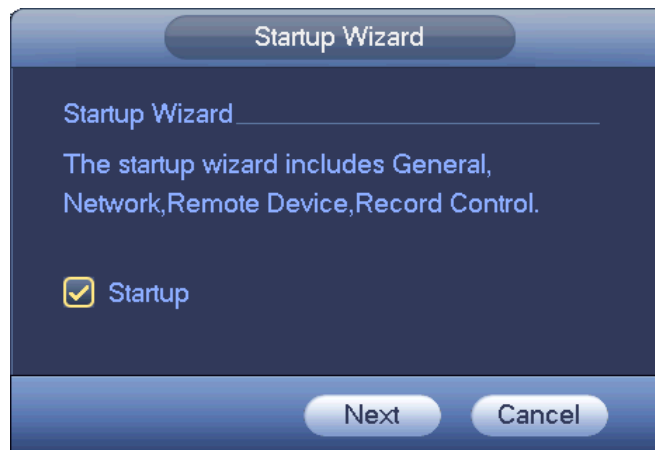 Startup Wizard
Startup Wizard
The startup wizard includes General,
Network,Remote Device,Record Control.
Startup
Next Cancel